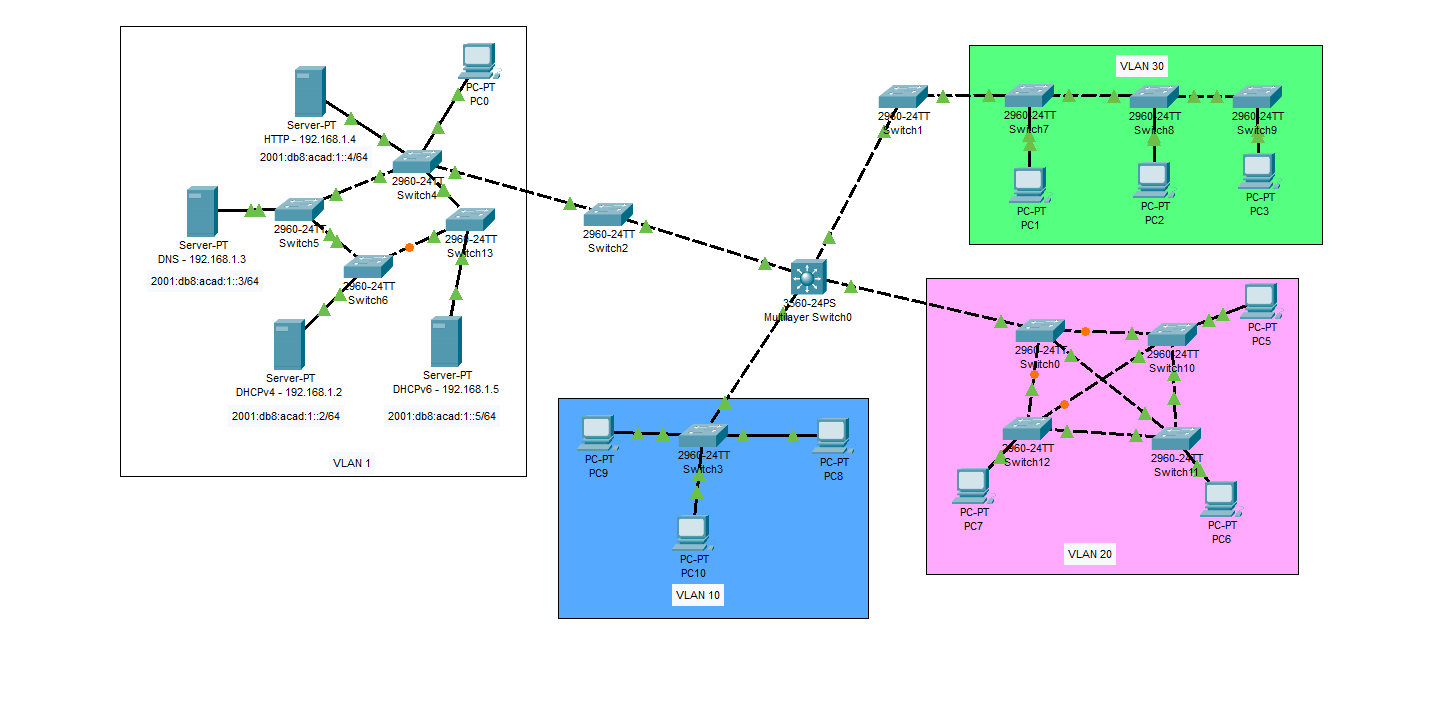 PC-PT
PC0
Server-PT
HTTP - 192.168.1.4
2001:db8:acad:1::4/64
2960-24TT
Switch4
Server-PT
DNS - 192.168.1.3
2001:db8:acad:1::3/64
2960-24TT
Switch5
2960-24TT
Switch13
2960-24TT
Switch6
Server-PT
DHCPv4 - 192.168.1.2
2001:db8:acad:1::2/64
Server-PT
DHCPv6 - 192.168.1.5
2001:db8:acad:1::5/64
VLAN 1
2960-24TT
Switch2
3560-24PS
Multilayer Switch0
2960-24TT
Switch1
VLAN 30
2960-24TT
Switch7
2960-24TT
Switch8
2960-24TT
Switch9
PC-PT
PC1
PC-PT
PC2
PC-PT
PC3
2960-24TT
Switch0
2960-24TT
Switch10
PC-PT
PC5
2960-24TT
Switch12
2960-24TT
Switch11
PC-PT
PC7
PC-PT
PC6
VLAN 20
PC-PT
PC9
2960-24TT
Switch3
PC-PT
PC8
PC-PT
PC10
VLAN 10